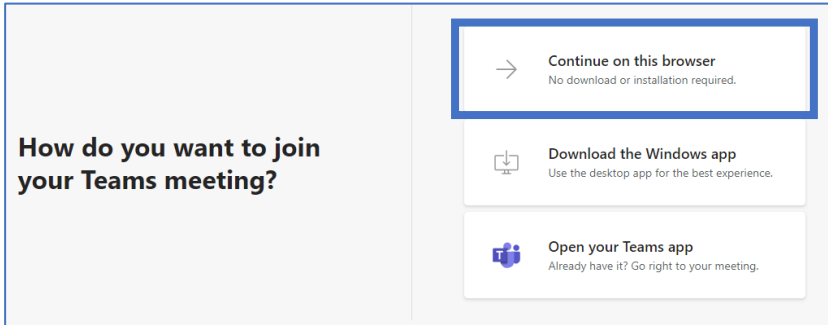 How do you want to join
your Teams meeting?
Continue on this browser
No download or installation required.
Download the Windows app
Use the desktop app for the best experience.
Open your Teams app
Already have it? Go right to your meeting.